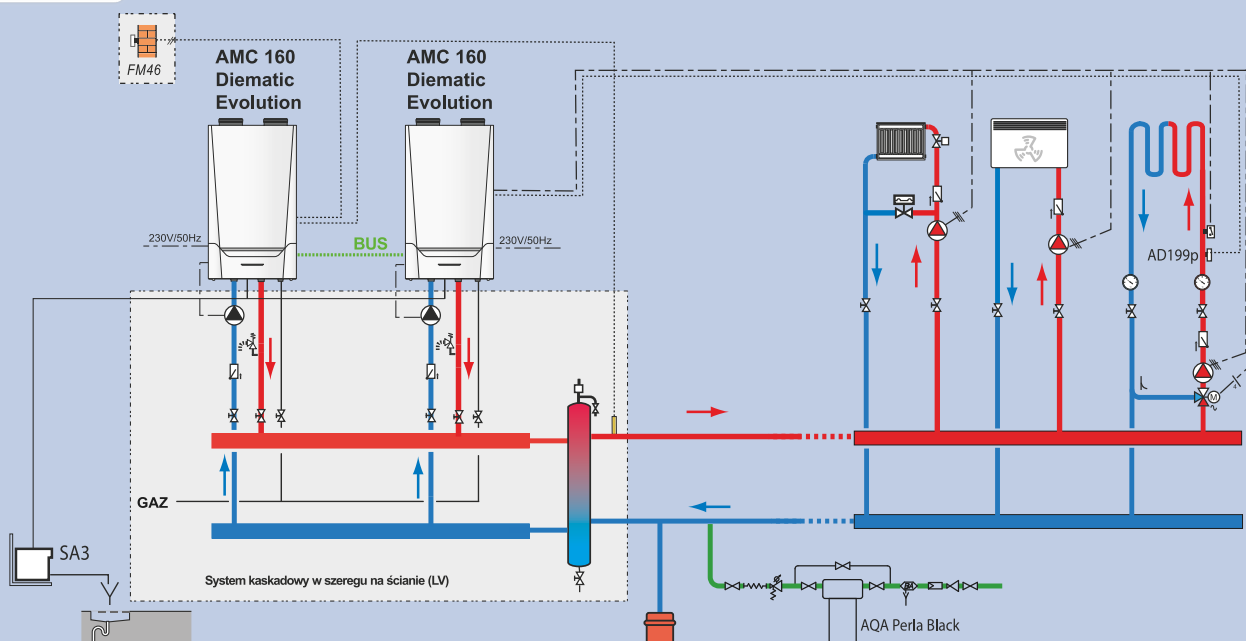 FM46
AMC 160
Diematic
Evolution
AMC 160
Diematic
Evolution
230V/50Hz
BUS
230V/50Hz
AD199p
M
4
GAZ
SA3
System kaskadowy w szeregu na ścianie (LV)
AQA Perla Black